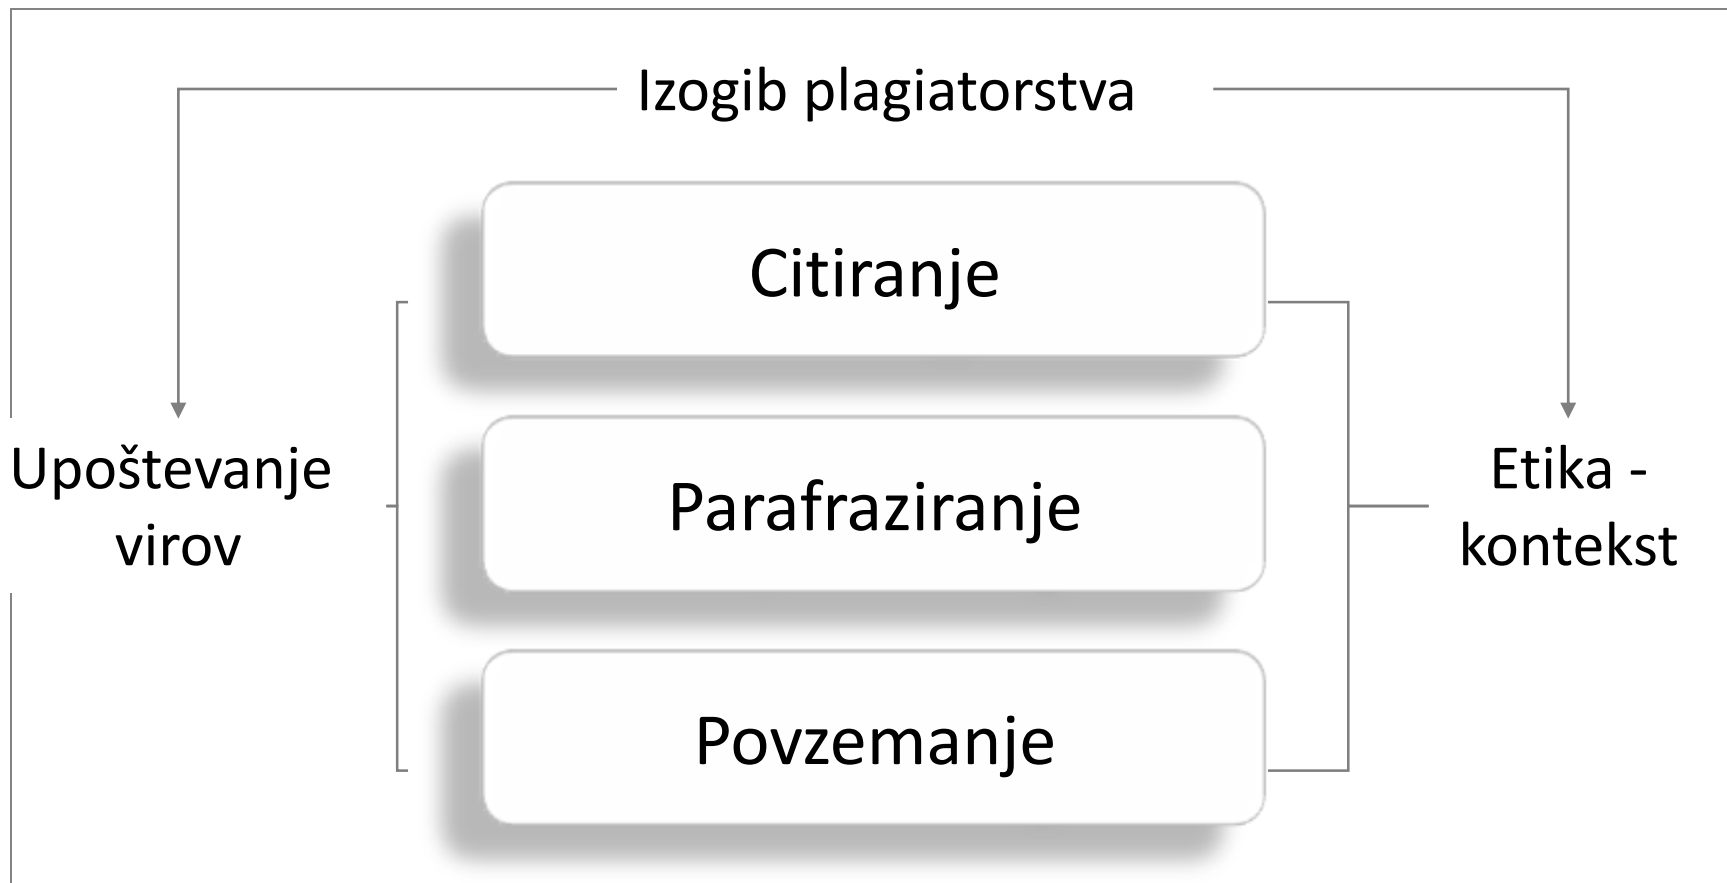 Izogib plagiatorstva
Citiranje
Upoštevanje
virov
Parafraziranje
Etika -
kontekst
Povzemanje